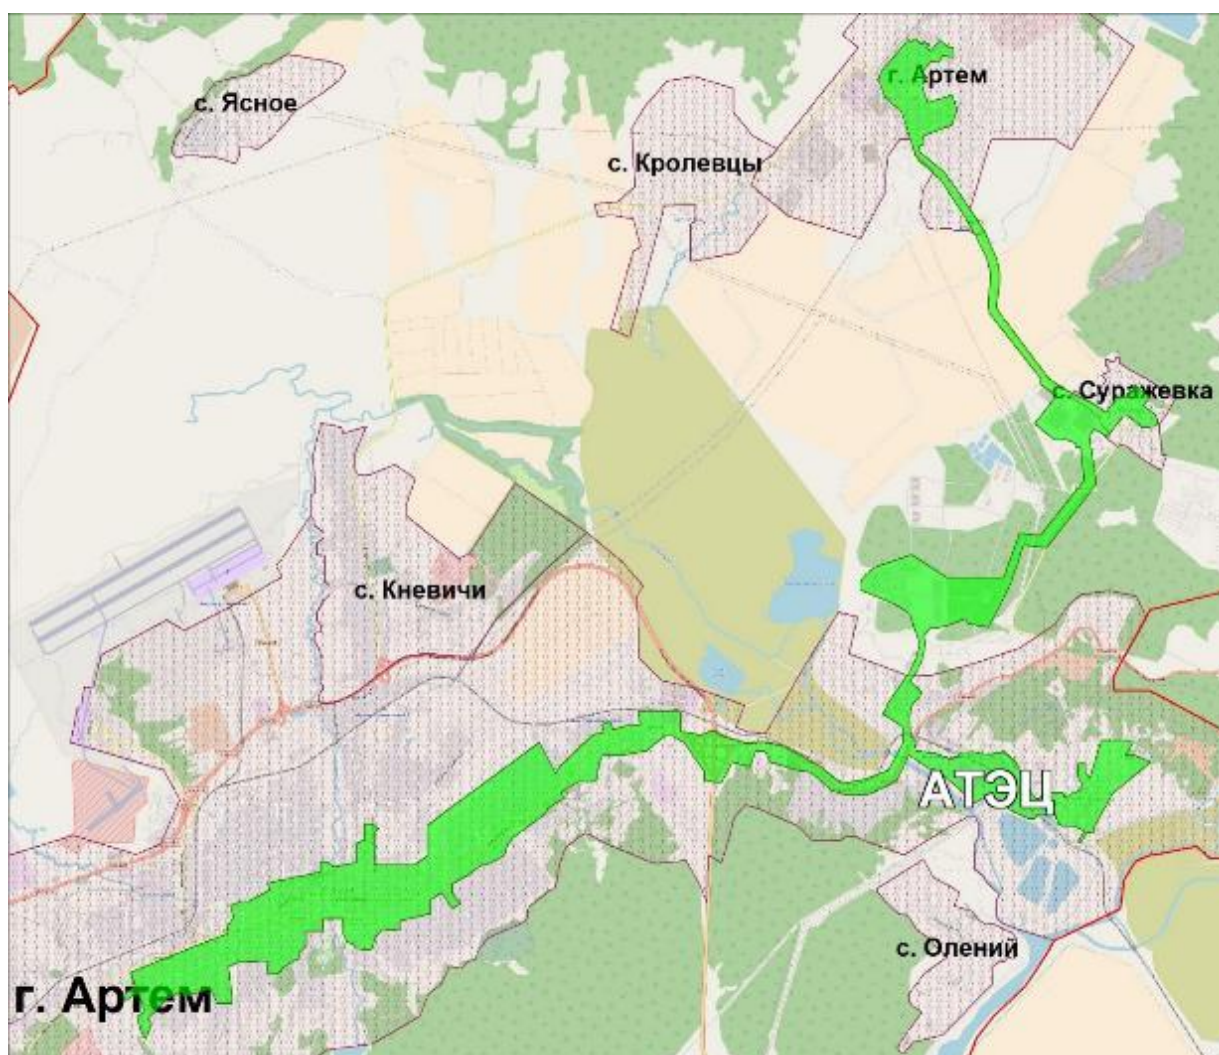 г. Артем
с. Ясное
с. Кролевцы
с. Суражевка
с. Кневичи
АТЭЦ
с. Олений
г. Артем